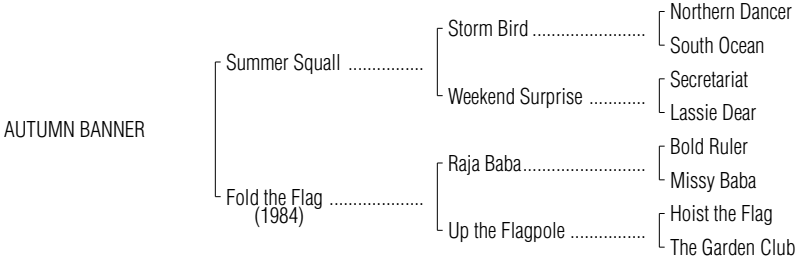 Northern Dancer
Storm Bird ........................
South Ocean
Summer Squall ................
Secretariat
Weekend Surprise ............
Lassie Dear
AUTUMN BANNER
Bold Ruler
Raja Baba..........................
Missy Baba
Fold the Flag ....................
(1984)
Hoist the Flag
Up the Flagpole ................
The Garden Club